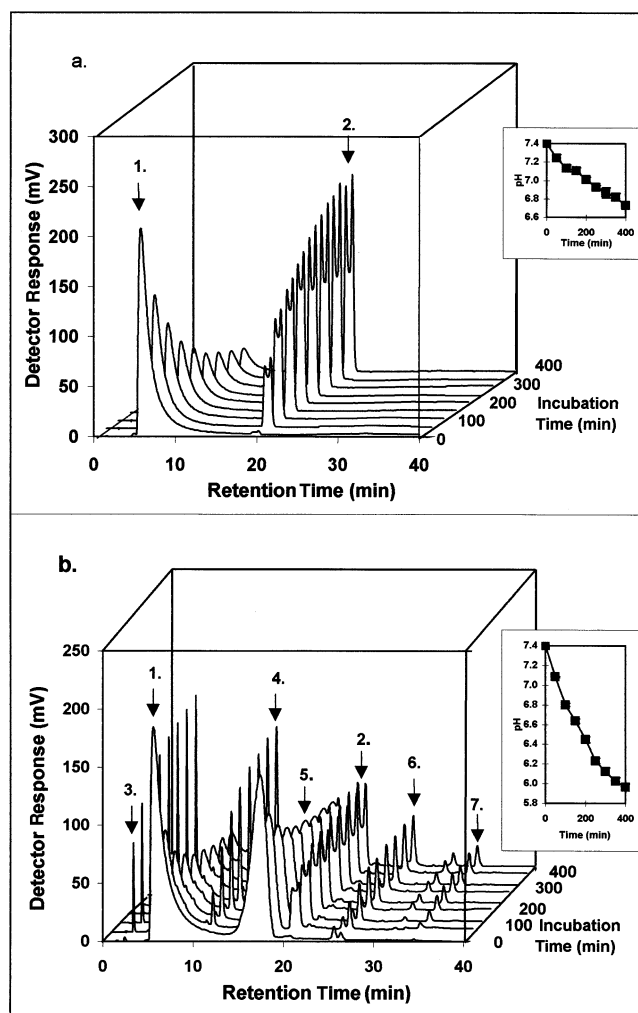 a.
300
250
200
150
100
50
0
Detector Response (mV)
1.
2.
0 10 20 30 40
Retention Time (min)
0
100
200
300
400
Incubation
Time (min)
7.4
7.2
7.0
6.8
6.6
pH
0 200 400
Time (min)
b.
250
200
150
100
50
0
Detector Response (mV)
1.
2.
3.
4.
5.
6.
7.
0 10 20 30 40
Retention Time (min)
0
100
200
300
400
Incubation
Time (min)
7.4
7.2
7.0
6.8
6.6
6.4
6.2
6.0
5.8
pH
0 200 400
Time (min)